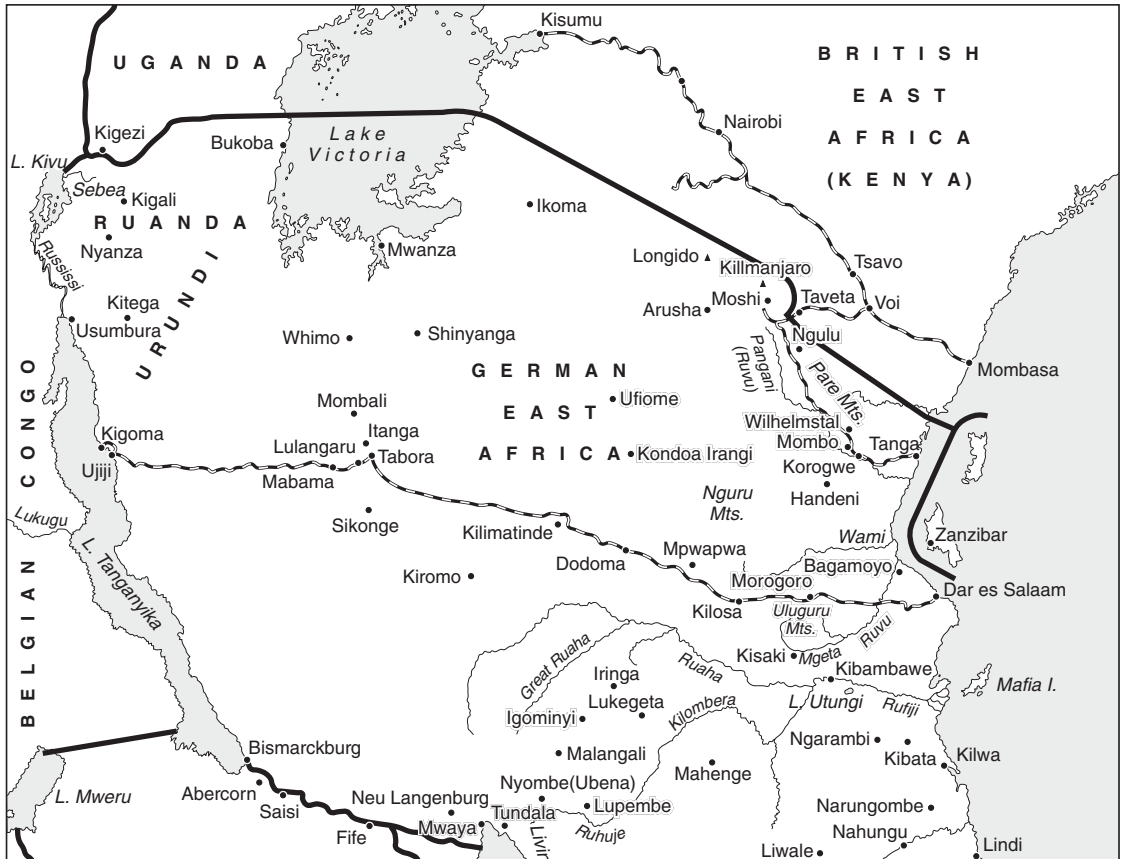 Kisumu
UGANDA
BRITISH
EAST
AFRICA
(KENYA)
Nairobi
Kigezi
Bukoba
Lake
Victoria
L. Kivu
Sebea
Kigali
RUANDA
Nyanza
Ikoma
Mwanza
Russissi
URUNDI
Longido
Killmanjaro
Tsavo
Kitega
Usumbura
Arusha
Moshi
Taveta
Voi
Whimo
Shinyanga
Ngulu
Pangani
(Ruvu)
Pare Mts.
Mombasa
GERMAN
EAST
AFRICA
BELGIAN CONGO
Mombali
Ufiome
Itanga
Kigoma
Lulangaru
Tabora
Kondoa Irangi
Wilhelmstal
Mombo
Tanga
Ujiji
Mabama
Korogwe
Handeni
Nguru
Mts.
Lukugu
Sikonge
Kilimatinde
Wami
Zanzibar
L. Tanganyika
Dodoma
Mpwapwa
Bagamoyo
Kiromo
Morogoro
Dar es Salaam
Kilosa
Uluguru
Mts.
Ruvu
Kisaki
Mgeta
Great Ruaha
Ruaha
Kibambawe
Iringa
Lukegeta
Mafia I.
L. Utungi
Rufiji
Igominyi
Kilombera
Ngarambi
Kibata
Kilwa
Bismarckburg
Malangali
Mahenge
Abercorn
Saisi
L. Mweru
Nyombe(Ubena)
Neu Langenburg
Tundala
Lupembe
Narungombe
Fife
Mwaya
Livin
Ruhuje
Nahungu
Liwale
Lindi